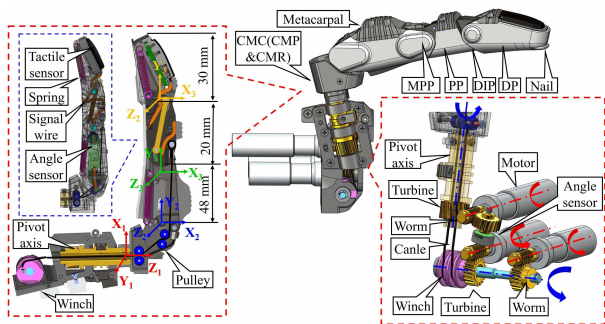 Tactile
sensor
Spring
Signal
wire
Angle
sensor
Pivot
axis
Winch
Pulley
30 mm
20 mm
48 mm
X₃
Z₂
Z₃
X₃
Y₂
X₂
X₁
Z₁
Y₁
Metacarpal
CMC(CMP
&CMR)
MPP
PP
DIP
DP
Nail
Pivot
axis
Turbine
Worm
Canle
Winch
Turbine
Worm
Motor
Angle
sensor